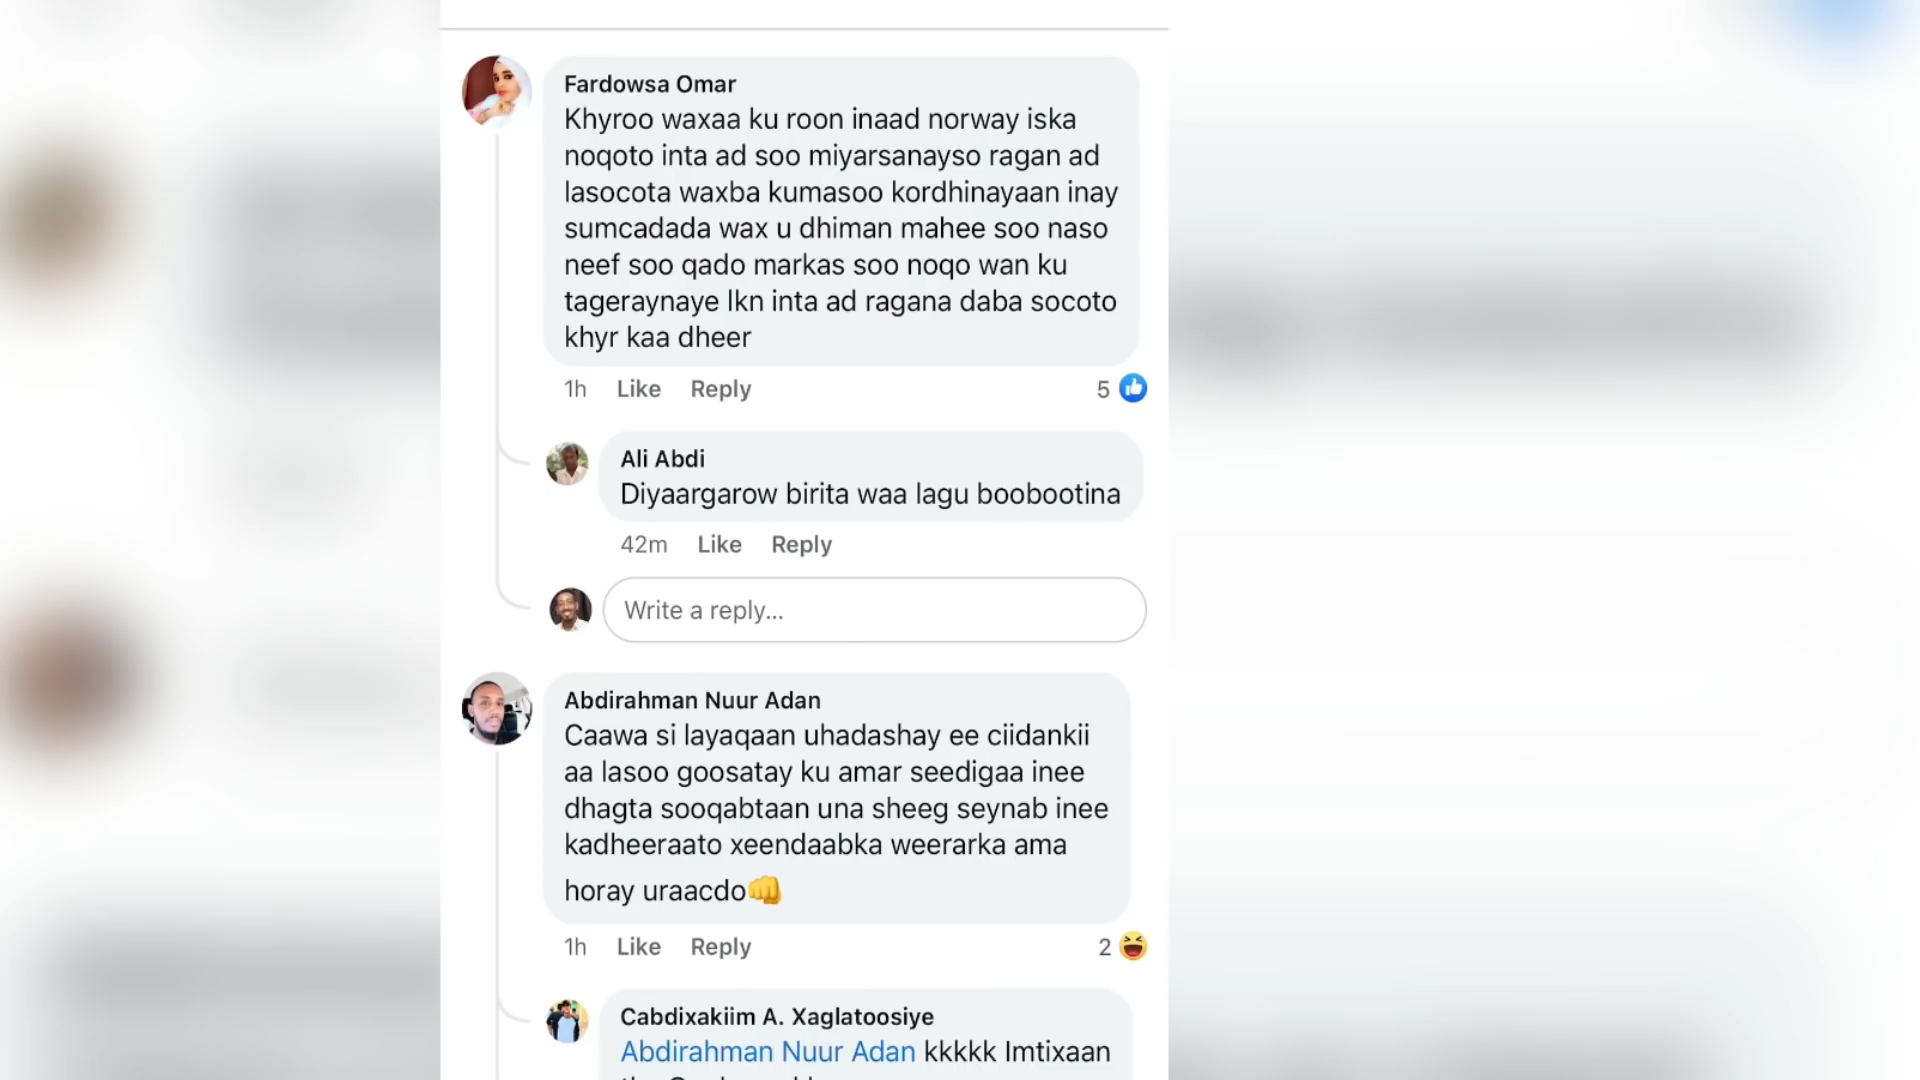 Fardowsa Omar
Khyroo waxaa ku roon inaad norway iska
noqoto inta ad soo miyarsanayso ragan ad
lasocota waxba kumasoo kordhinayaan inay
sumcadada wax u dhiman mahee soo naso
neef soo qado markas soo noqo wan ku
tageraynaye lkn inta ad ragana daba socoto
khyr kaa dheer
1h Like Reply 5
Ali Abdi
Diyaargarow birita waa lagu boobootina
42m Like Reply
Write a reply...
Abdirahman Nuur Adan
Caawa si layaqaan uhadashay ee ciidankii
aa lasoo goosatay ku amar seedigaa inee
dhagta sooqabtaan una sheeg seynab inee
kadheeraato xeendaabka weerarka ama
horay uraacdo👊
1h Like Reply 2
Cabdixakiim A. Xaglatoosiye
Abdirahman Nuur Adan kkkkk Imtixaan